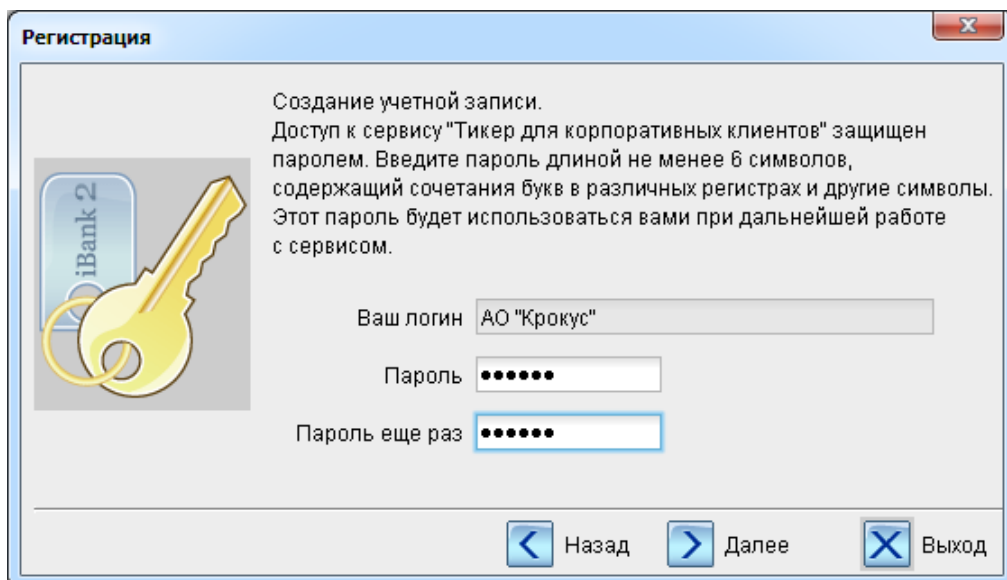 Регистрация
Создание учетной записи.
Доступ к сервису "Тикер для корпоративных клиентов" защищен
паролем. Введите пароль длиной не менее 6 символов,
содержащий сочетания букв в различных регистрах и другие символы.
Этот пароль будет использоваться вами при дальнейшей работе
с сервисом.
iBank 2
Ваш логин АО "Крокус"
Пароль ••••••
Пароль еще раз ••••••
Назад Далее Выход